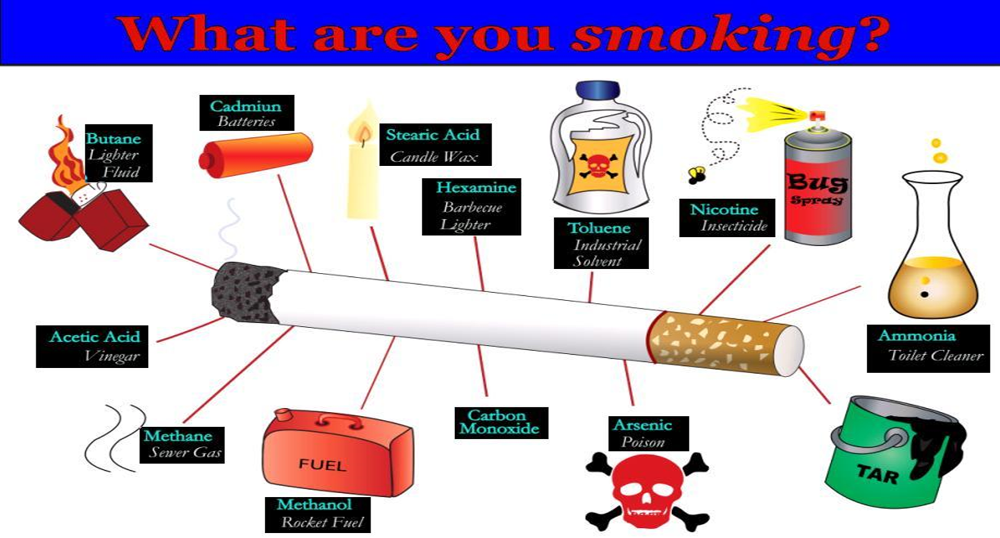 What are you smoking?
Cadmiun
Batteries
Butane
Lighter
Fluid
Stearic Acid
Candle Wax
Hexamine
Barbecue
Lighter
Toluene
Industrial
Solvent
Nicotine
Insecticide
Bug
Spray
Acetic Acid
Vinegar
Ammonia
Toilet Cleaner
Methane
Sewer Gas
FUEL
Methanol
Rocket Fuel
Carbon
Monoxide
Arsenic
Poison
TAR